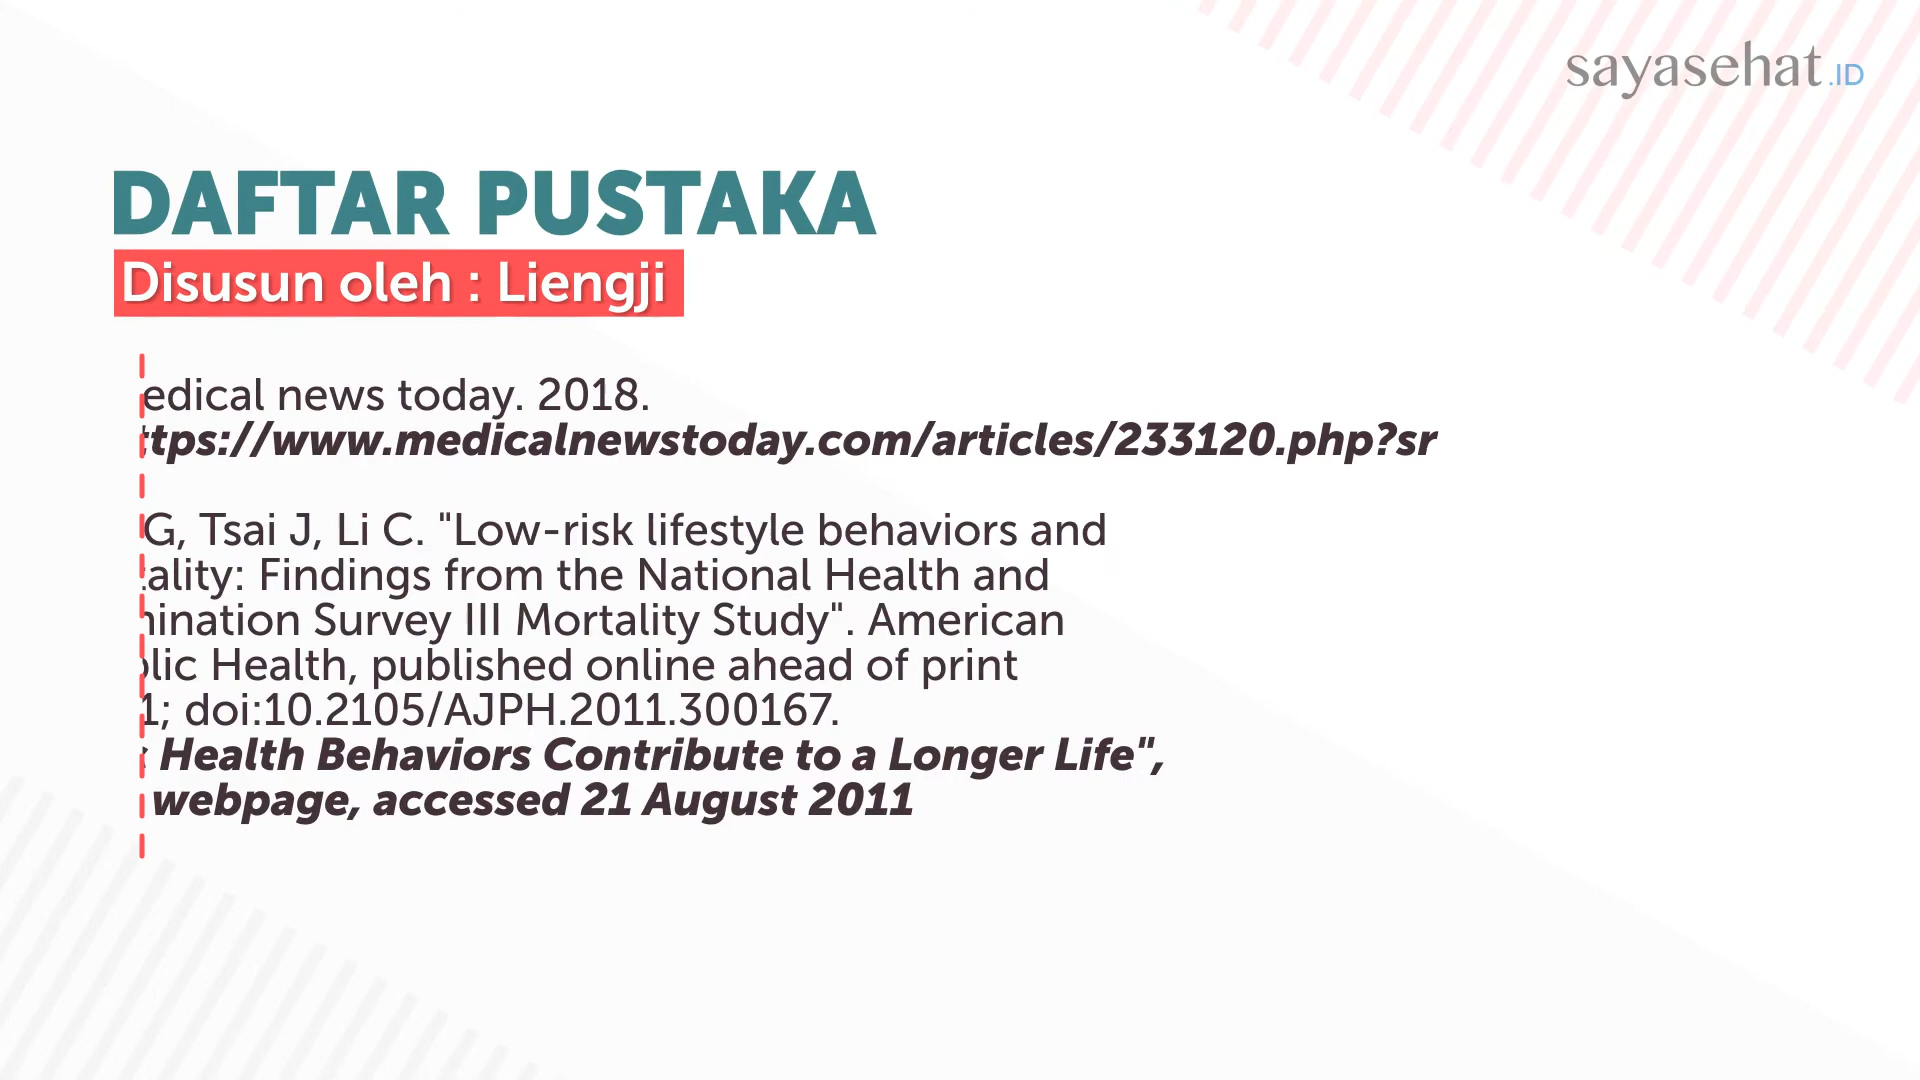 sayasehat.ID
DAFTAR PUSTAKA
Disusun oleh : Liengji
edical news today. 2018.
tps://www.medicalnewstoday.com/articles/233120.php?sr
G, Tsai J, Li C. "Low-risk lifestyle behaviors and
ality: Findings from the National Health and
ination Survey III Mortality Study". American
lic Health, published online ahead of print
1; doi:10.2105/AJPH.2011.300167.
Health Behaviors Contribute to a Longer Life",
webpage, accessed 21 August 2011